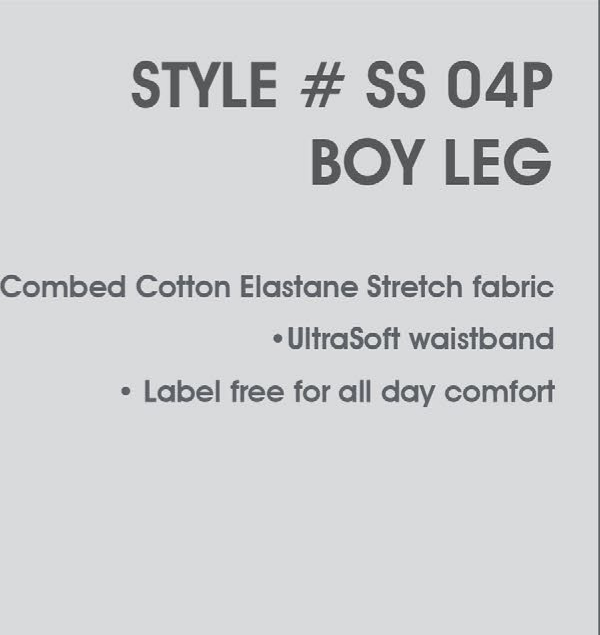 STYLE # SS 04P
BOY LEG
Combed Cotton Elastane Stretch fabric
•UltraSoft waistband
• Label free for all day comfort